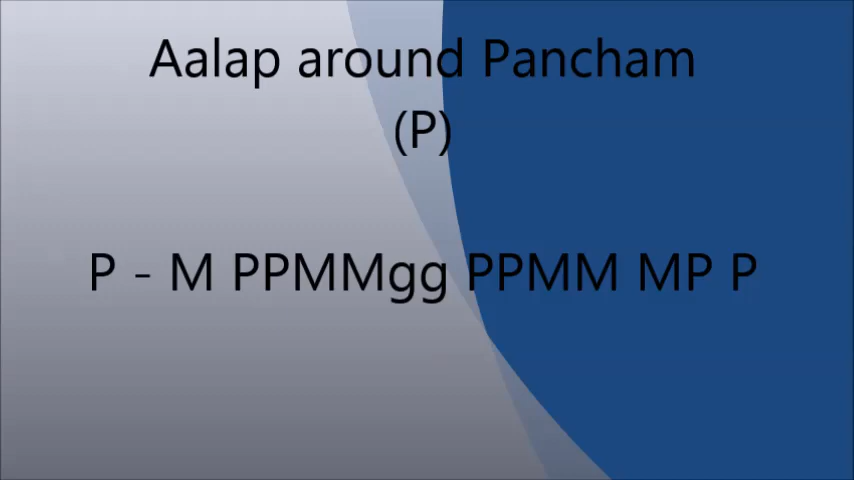 Aalap around Pancham
(P)
P - M PPMMgg PPMM MP P